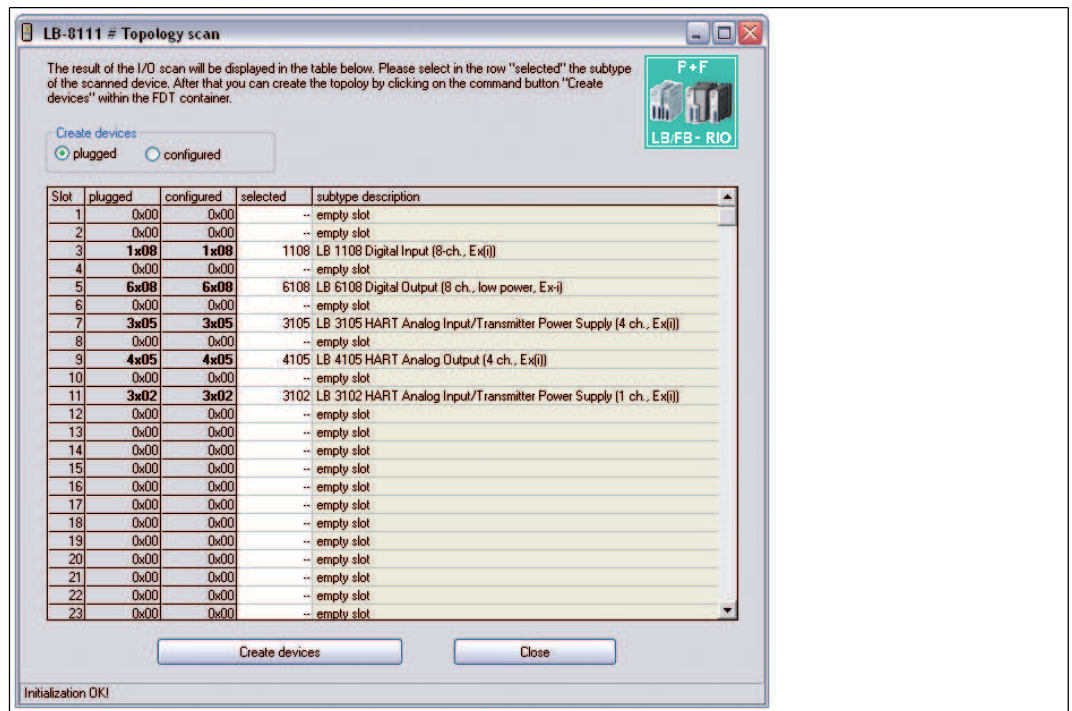 LB-8111 # Topology scan
The result of the I/O scan will be displayed in the table below. Please select in the row "selected" the subtype
of the scanned device. After that you can create the topoloy by clicking on the command button "Create
devices" within the FDT container.
P+F
LB/FB- RIO
Create devices
plugged configured
Slot plugged configured selected subtype description
1 0x00 0x00 -- empty slot
2 0x00 0x00 -- empty slot
3 1x08 1x08 1108 LB 1108 Digital Input (8-ch., Ex(i))
4 0x00 0x00 -- empty slot
5 6x08 6x08 6108 LB 6108 Digital Output (8 ch., low power, Ex-i)
6 0x00 0x00 -- empty slot
7 3x05 3x05 3105 LB 3105 HART Analog Input/Transmitter Power Supply (4 ch., Ex(i))
8 0x00 0x00 -- empty slot
9 4x05 4x05 4105 LB 4105 HART Analog Output (4 ch., Ex(i))
10 0x00 0x00 -- empty slot
11 3x02 3x02 3102 LB 3102 HART Analog Input/Transmitter Power Supply (1 ch., Ex(i))
12 0x00 0x00 -- empty slot
13 0x00 0x00 -- empty slot
14 0x00 0x00 -- empty slot
15 0x00 0x00 -- empty slot
16 0x00 0x00 -- empty slot
17 0x00 0x00 -- empty slot
18 0x00 0x00 -- empty slot
19 0x00 0x00 -- empty slot
20 0x00 0x00 -- empty slot
21 0x00 0x00 -- empty slot
22 0x00 0x00 -- empty slot
23 0x00 0x00 -- empty slot
Create devices Close
Initialization OK!